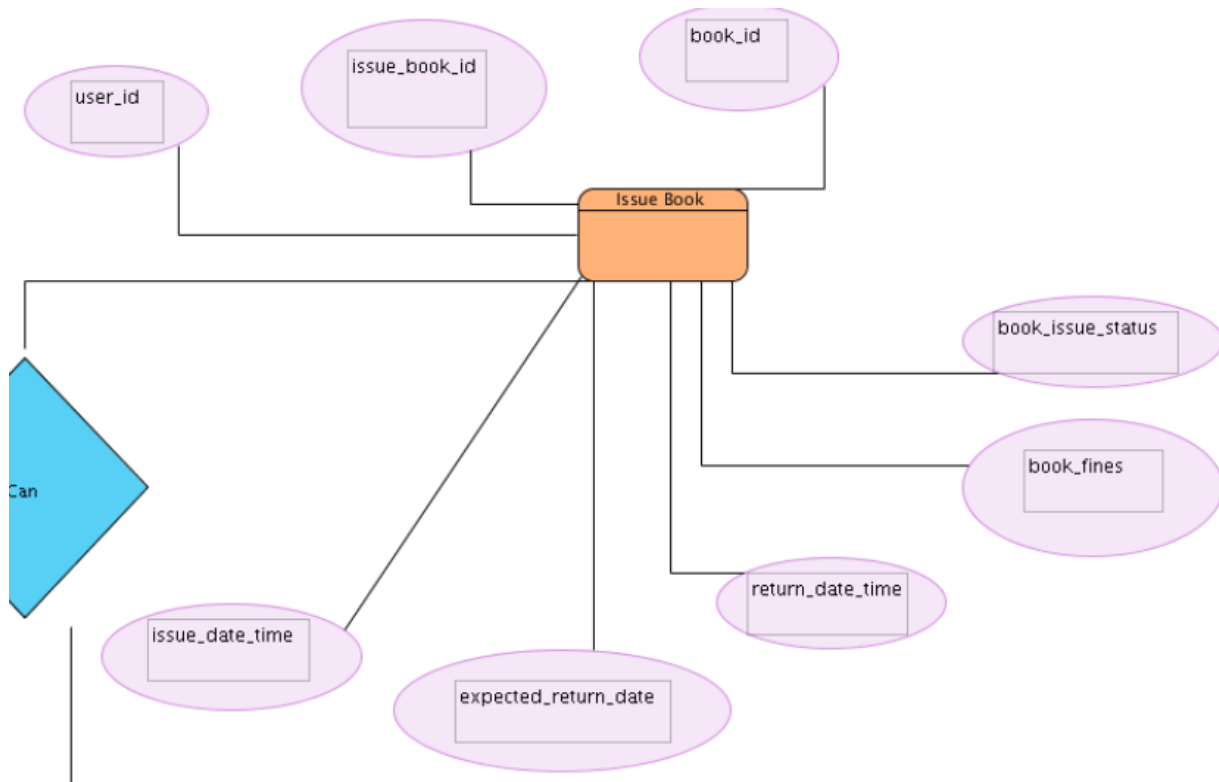 book_id
issue_book_id
user_id
Issue Book
book_issue_status
book_fines
Can
return_date_time
issue_date_time
expected_return_date